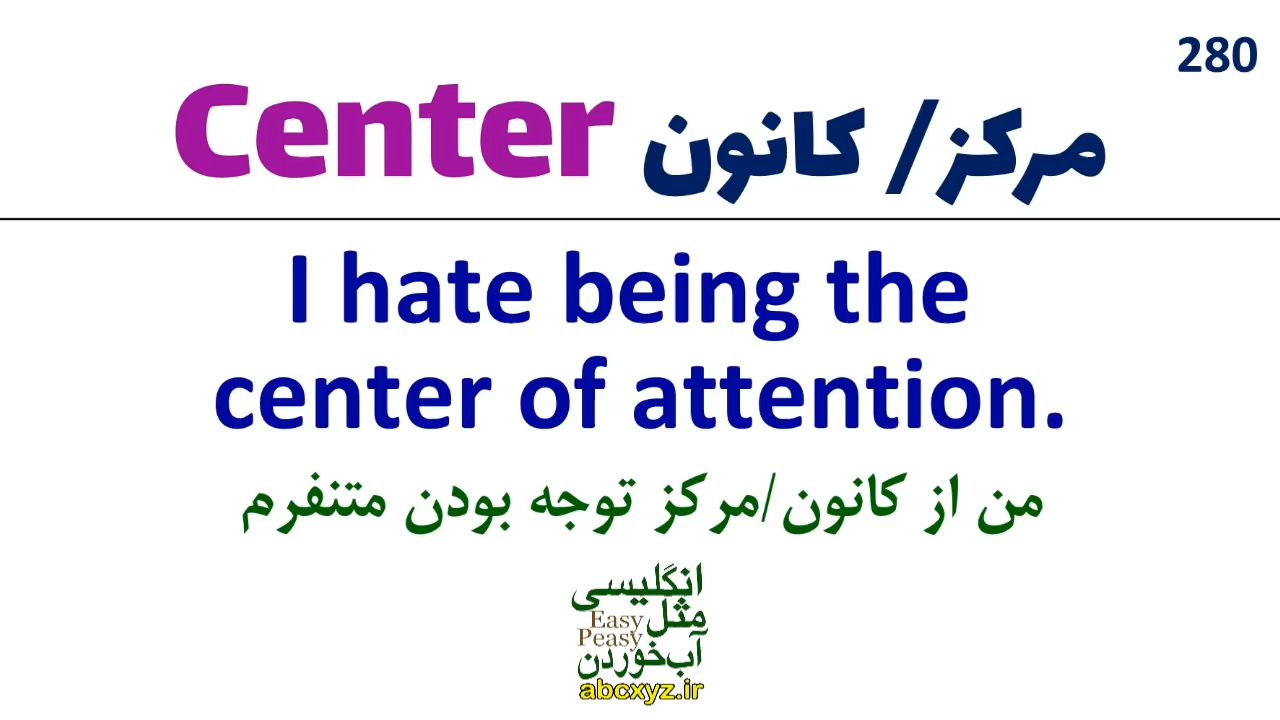 280
Center مرکز/ کانون
I hate being the
center of attention.
من از کانون/مرکز توجه بودن متنفرم
انگلیسی
مثل Easy
Peasy
آب‌خوردن
abcxyz.ir